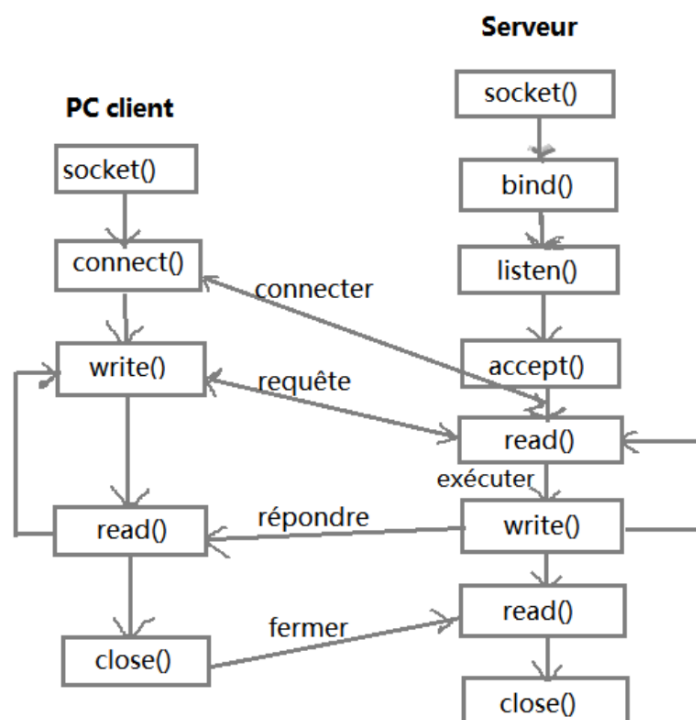 Serveur
PC client
socket()
socket()
bind()
connect()
listen()
connecter
accept()
write()
requête
read()
exécuter
read()
répondre
write()
read()
fermer
close()
close()